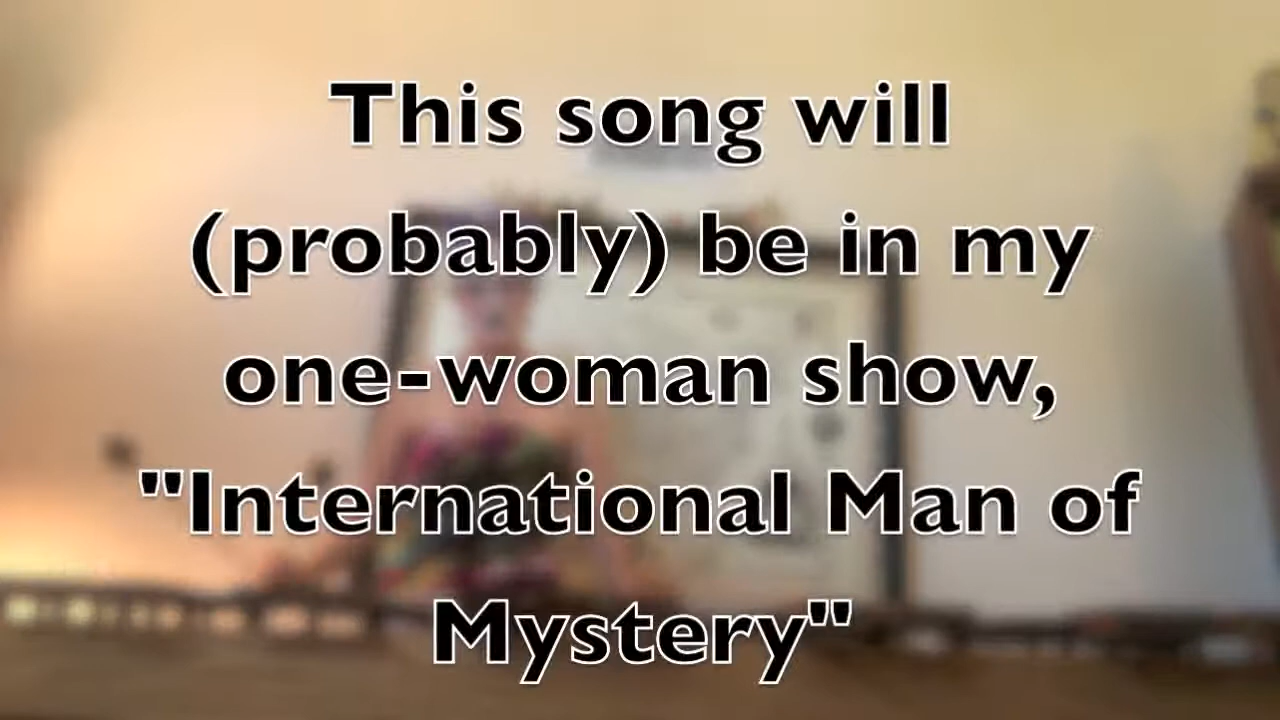 This song will
(probably) be in my
one-woman show,
"International Man of
Mystery"